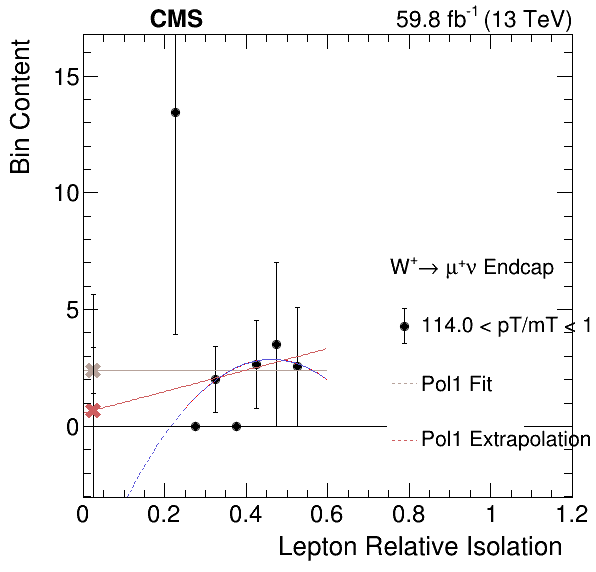 CMS
59.8 fb⁻¹ (13 TeV)
Bin Content
15
10
5
0
W⁺→ μ⁺ν Endcap
114.0 < pT/mT < 1
Pol1 Fit
Pol1 Extrapolation
0 0.2 0.4 0.6 0.8 1 1.2
Lepton Relative Isolation